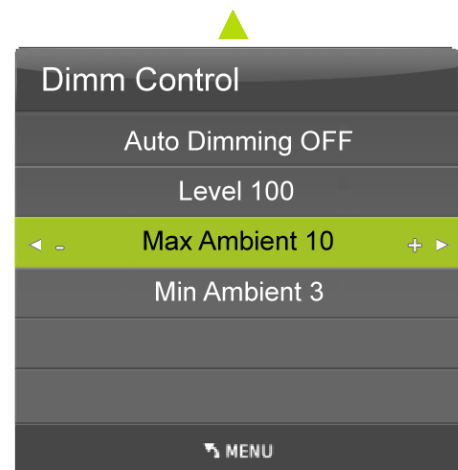 Dimm Control
Auto Dimming OFF
Level 100
- Max Ambient 10 +
Min Ambient 3
MENU